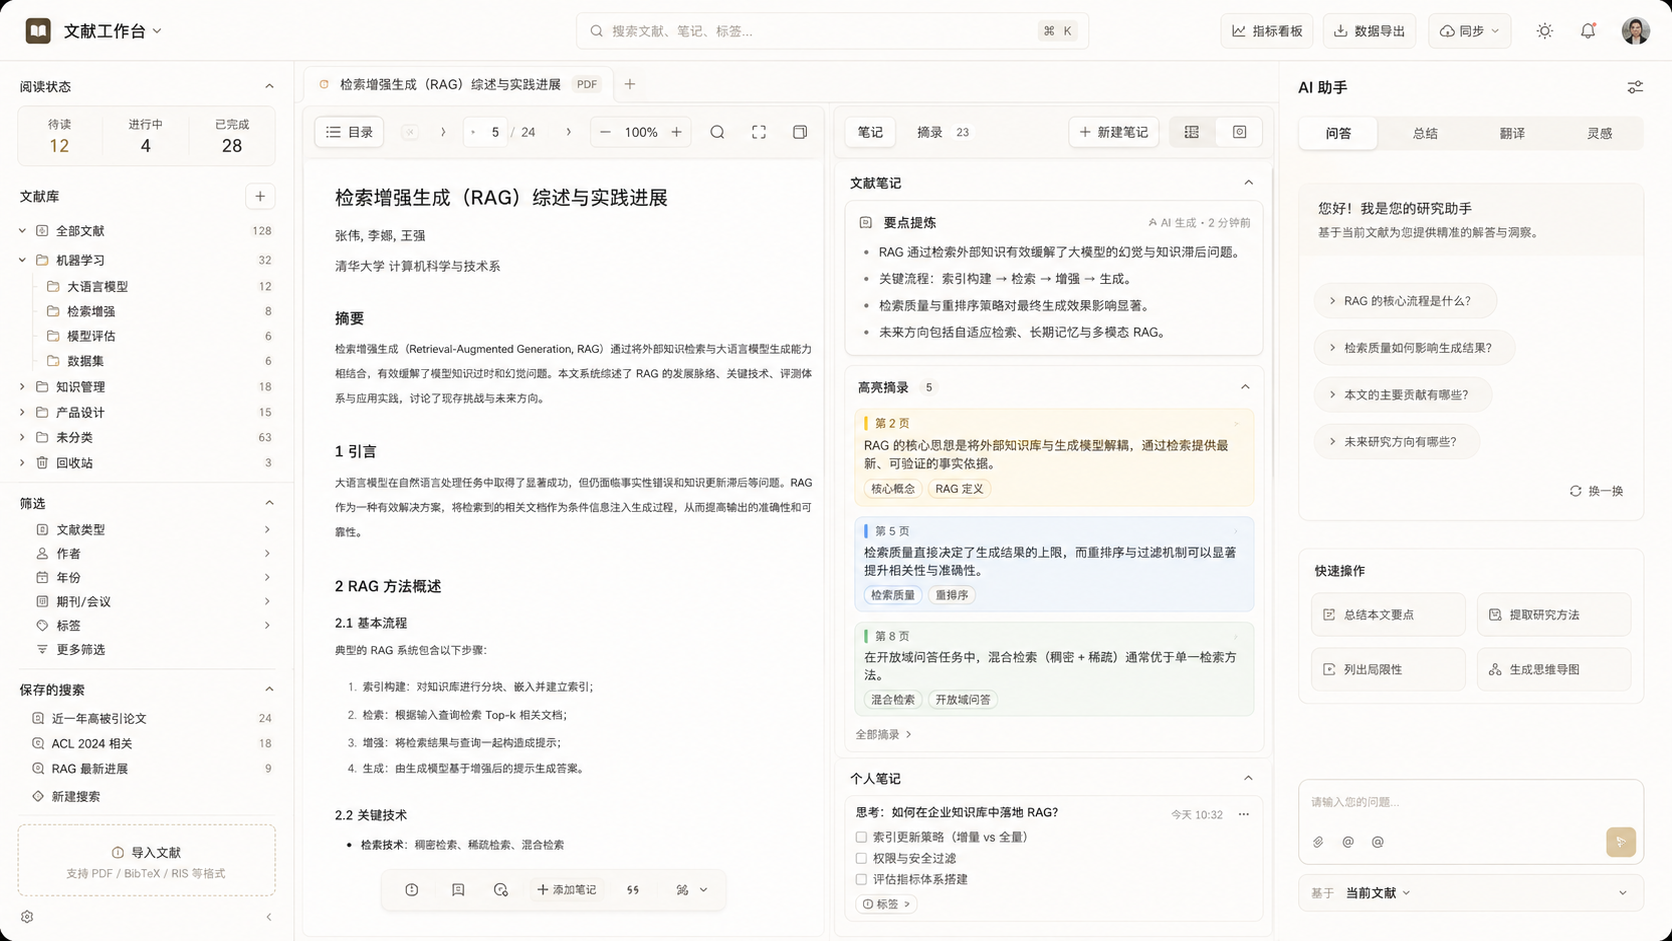 文献工作台
搜索文献、笔记、标签...
⌘ K
指标看板
数据导出
同步
阅读状态
待读
12
进行中
4
已完成
28
文献库
全部文献 128
机器学习 32
大语言模型 12
检索增强 8
模型评估 6
数据集 6
知识管理 18
产品设计 15
未分类 63
回收站 3
筛选
文献类型
作者
年份
期刊/会议
标签
更多筛选
保存的搜索
近一年高被引论文 24
ACL 2024 相关 18
RAG 最新进展 9
新建搜索
导入文献
支持 PDF / BibTeX / RIS 等格式
检索增强生成（RAG）综述与实践进展 PDF
目录
5 / 24
100%
检索增强生成（RAG）综述与实践进展
张伟, 李娜, 王强
清华大学 计算机科学与技术系
摘要
检索增强生成（Retrieval-Augmented Generation, RAG）通过将外部知识检索与大语言模型生成能力
相结合，有效缓解了模型知识过时和幻觉问题。本文系统综述了 RAG 的发展脉络、关键技术、评测体
系与应用实践，讨论了现存挑战与未来方向。
1 引言
大语言模型在自然语言处理任务中取得了显著成功，但仍面临事实性错误和知识更新滞后等问题。RAG
作为一种有效解决方案，将检索到的相关文档作为条件信息注入生成过程，从而提高输出的准确性和可
靠性。
2 RAG 方法概述
2.1 基本流程
典型的 RAG 系统包含以下步骤：
1. 索引构建：对知识库进行分块、嵌入并建立索引；
2. 检索：根据输入查询检索 Top-k 相关文档；
3. 增强：将检索结果与查询一起构造成提示；
4. 生成：由生成模型基于增强后的提示生成答案。
2.2 关键技术
• 检索技术：稠密检索、稀疏检索、混合检索
添加笔记
笔记
摘录 23
新建笔记
文献笔记
要点提炼
AI 生成 • 2 分钟前
• RAG 通过检索外部知识有效缓解了大模型的幻觉与知识滞后问题。
• 关键流程：索引构建 → 检索 → 增强 → 生成。
• 检索质量与重排序策略对最终生成效果影响显著。
• 未来方向包括自适应检索、长期记忆与多模态 RAG。
高亮摘录 5
第 2 页
RAG 的核心思想是将外部知识库与生成模型解耦，通过检索提供最
新、可验证的事实依据。
核心概念 RAG 定义
第 5 页
检索质量直接决定了生成结果的上限，而重排序与过滤机制可以显著
提升相关性与准确性。
检索质量 重排序
第 8 页
在开放域问答任务中，混合检索（稠密 + 稀疏）通常优于单一检索方
法。
混合检索 开放域问答
全部摘录
个人笔记
思考：如何在企业知识库中落地 RAG?
今天 10:32
索引更新策略（增量 vs 全量）
权限与安全过滤
评估指标体系搭建
标签
AI 助手
问答
总结
翻译
灵感
您好！我是您的研究助手
基于当前文献为您提供精准的解答与洞察。
RAG 的核心流程是什么？
检索质量如何影响生成结果？
本文的主要贡献有哪些？
未来研究方向有哪些？
换一换
快速操作
总结本文要点
提取研究方法
列出局限性
生成思维导图
请输入您的问题...
基于 当前文献